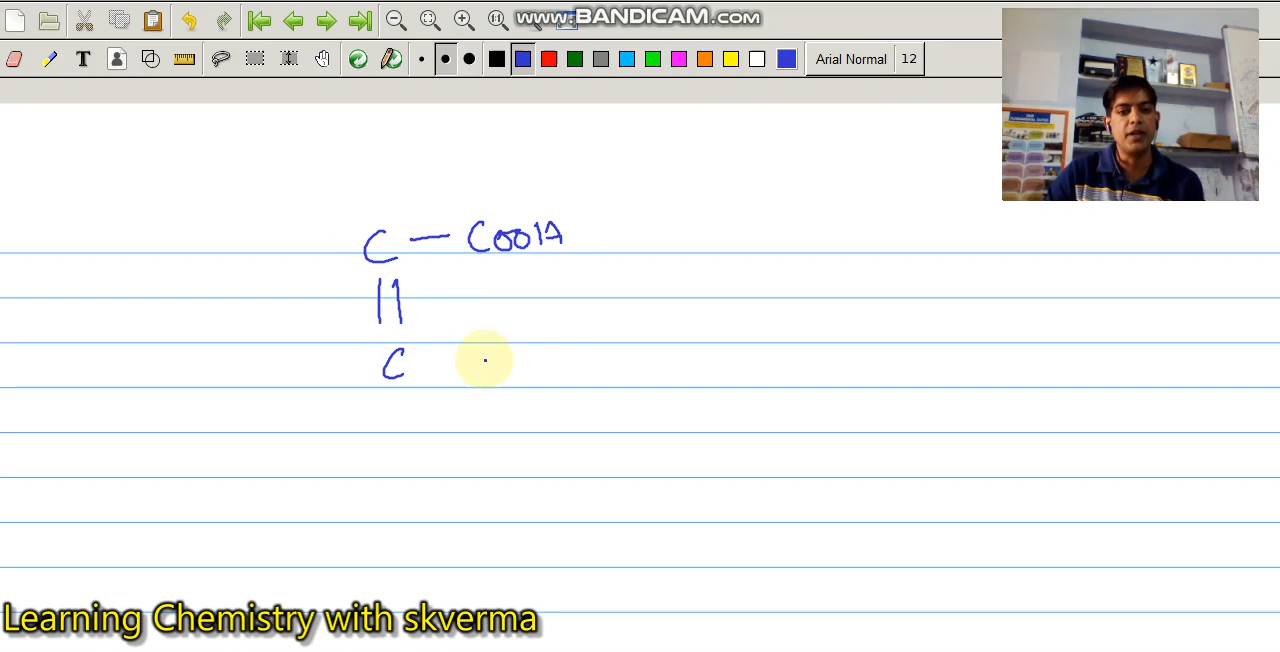 www.BANDICAM.com
T
Arial Normal 12
C — COOH
||
C
Learning Chemistry with skverma